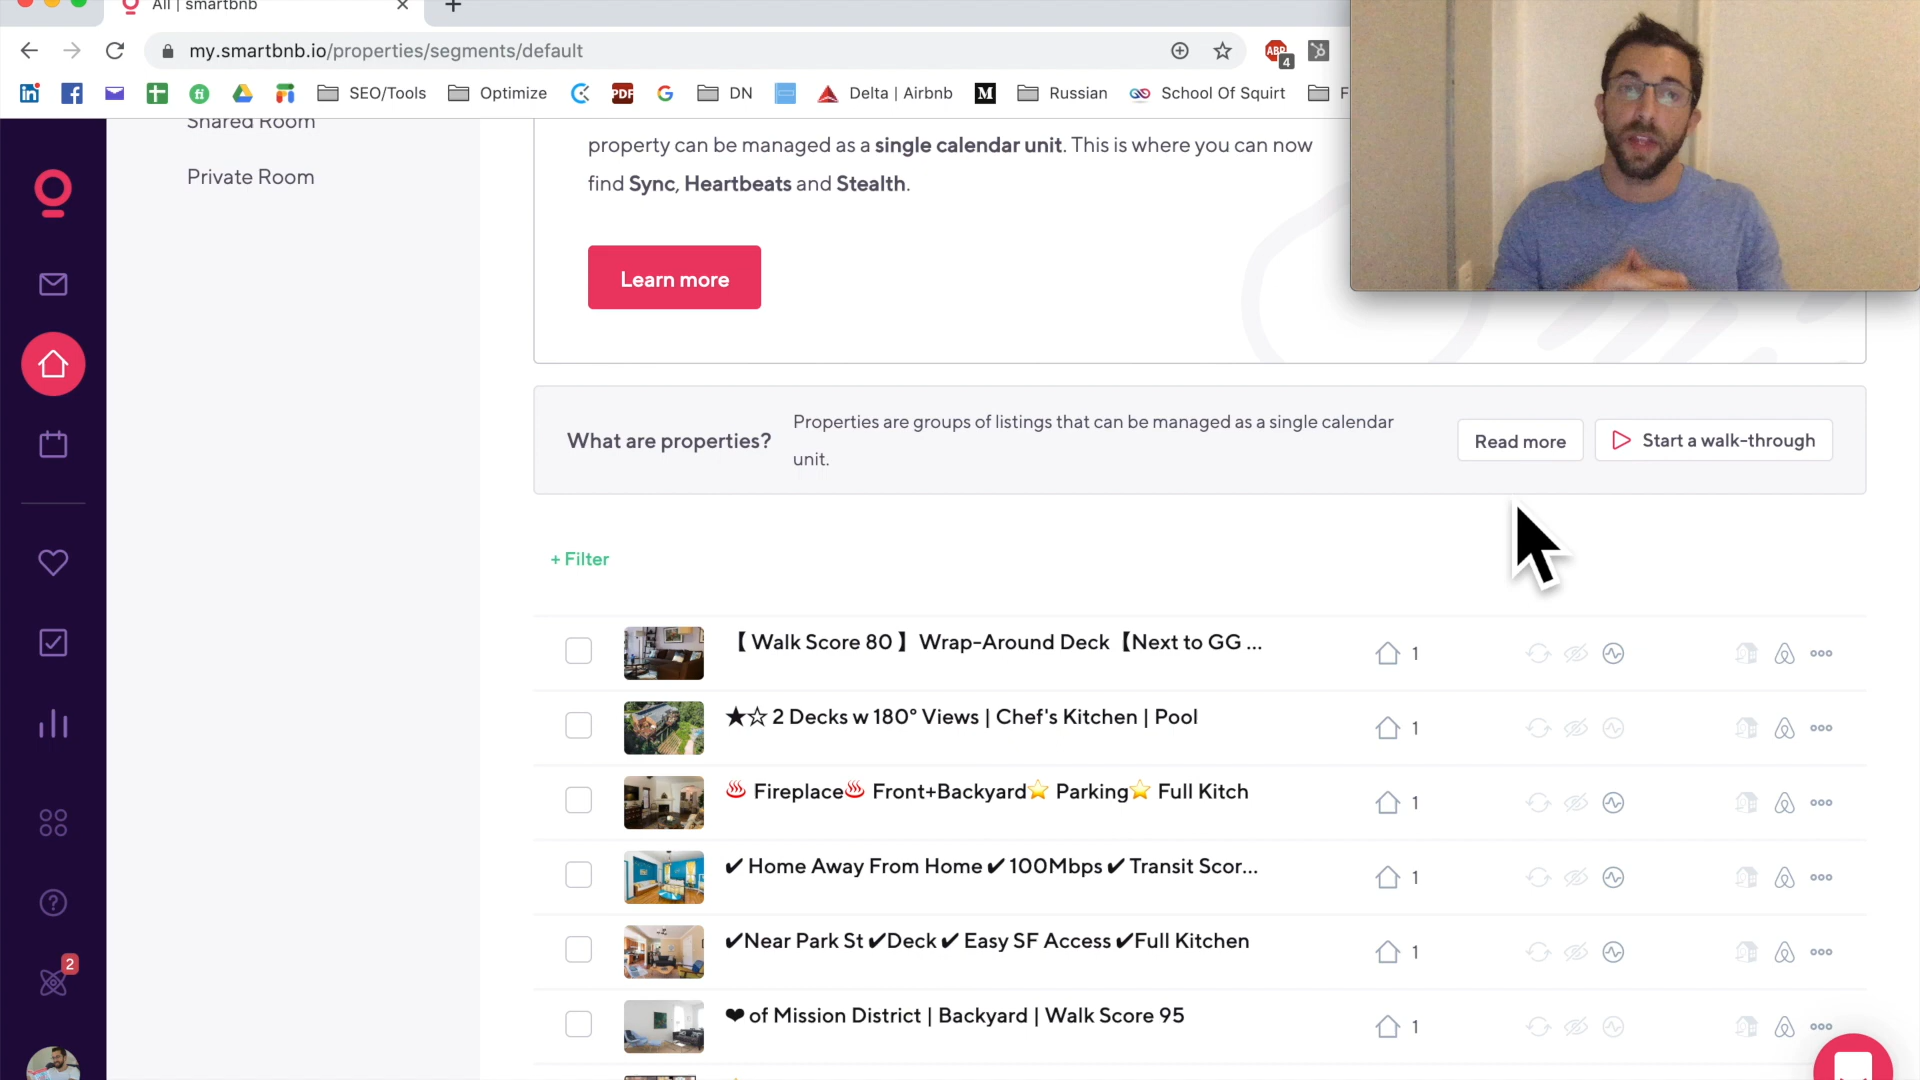 All | smartbnb
my.smartbnb.io/properties/segments/default
ABP
4
SEO/Tools
Optimize
PDF
DN
Delta | Airbnb
M
Russian
School Of Squirt
F
Shared Room
Private Room
property can be managed as a single calendar unit. This is where you can now
find Sync, Heartbeats and Stealth.
Learn more
What are properties?
Properties are groups of listings that can be managed as a single calendar
unit.
Read more
Start a walk-through
+ Filter
【 Walk Score 80 】 Wrap-Around Deck【Next to GG ...
1
★☆ 2 Decks w 180° Views | Chef's Kitchen | Pool
1
♨ Fireplace♨ Front+Backyard⭐ Parking⭐ Full Kitch
1
✔ Home Away From Home ✔ 100Mbps ✔ Transit Scor...
1
✔Near Park St ✔Deck ✔ Easy SF Access ✔Full Kitchen
1
❤ of Mission District | Backyard | Walk Score 95
1
2